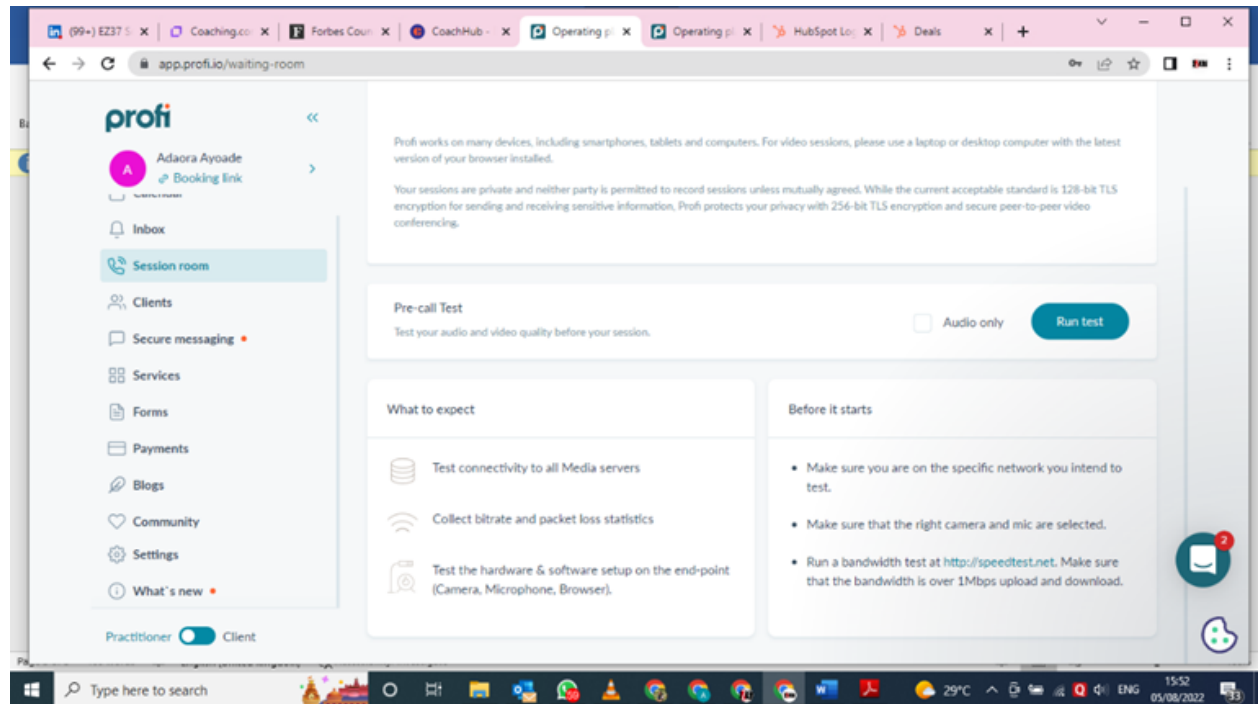 (99+) EZ37 S
Coaching.co
Forbes Coun
CoachHub -
Operating pl
Operating pl
HubSpot Log
Deals
app.profi.io/waiting-room
profi
A
Adaora Ayoade
Booking link
Calendar
Inbox
Session room
Clients
Secure messaging
Services
Forms
Payments
Blogs
Community
Settings
What's new
Practitioner
Client
Profi works on many devices, including smartphones, tablets and computers. For video sessions, please use a laptop or desktop computer with the latest
version of your browser installed.
Your sessions are private and neither party is permitted to record sessions unless mutually agreed. While the current acceptable standard is 128-bit TLS
encryption for sending and receiving sensitive information, Profi protects your privacy with 256-bit TLS encryption and secure peer-to-peer video
conferencing.
Pre-call Test
Test your audio and video quality before your session.
Audio only
Run test
What to expect
Test connectivity to all Media servers
Collect bitrate and packet loss statistics
Test the hardware & software setup on the end-point
(Camera, Microphone, Browser).
Before it starts
• Make sure you are on the specific network you intend to
test.
• Make sure that the right camera and mic are selected.
• Run a bandwidth test at http://speedtest.net. Make sure
that the bandwidth is over 1Mbps upload and download.
2
Type here to search
29°C
ENG
15:52
05/08/2022
33